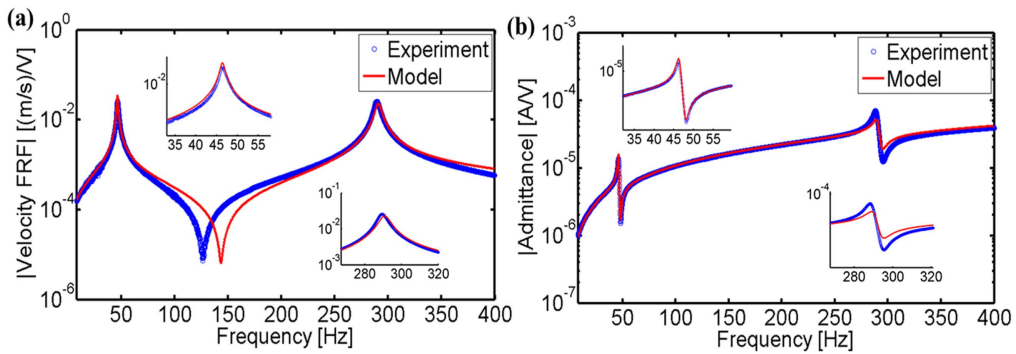 (a)
|Velocity FRF| [(m/s)/V]
10^0
10^-2
10^-4
10^-6
50 100 150 200 250 300 350 400
Frequency [Hz]
Experiment
Model
10^-2
35 40 45 50 55
10^-1
10^-2
10^-3
280 300 320
(b)
|Admittance| [A/V]
10^-3
10^-4
10^-5
10^-6
10^-7
50 100 150 200 250 300 350 400
Frequency [Hz]
Experiment
Model
10^-5
35 40 45 50 55
10^-4
280 300 320